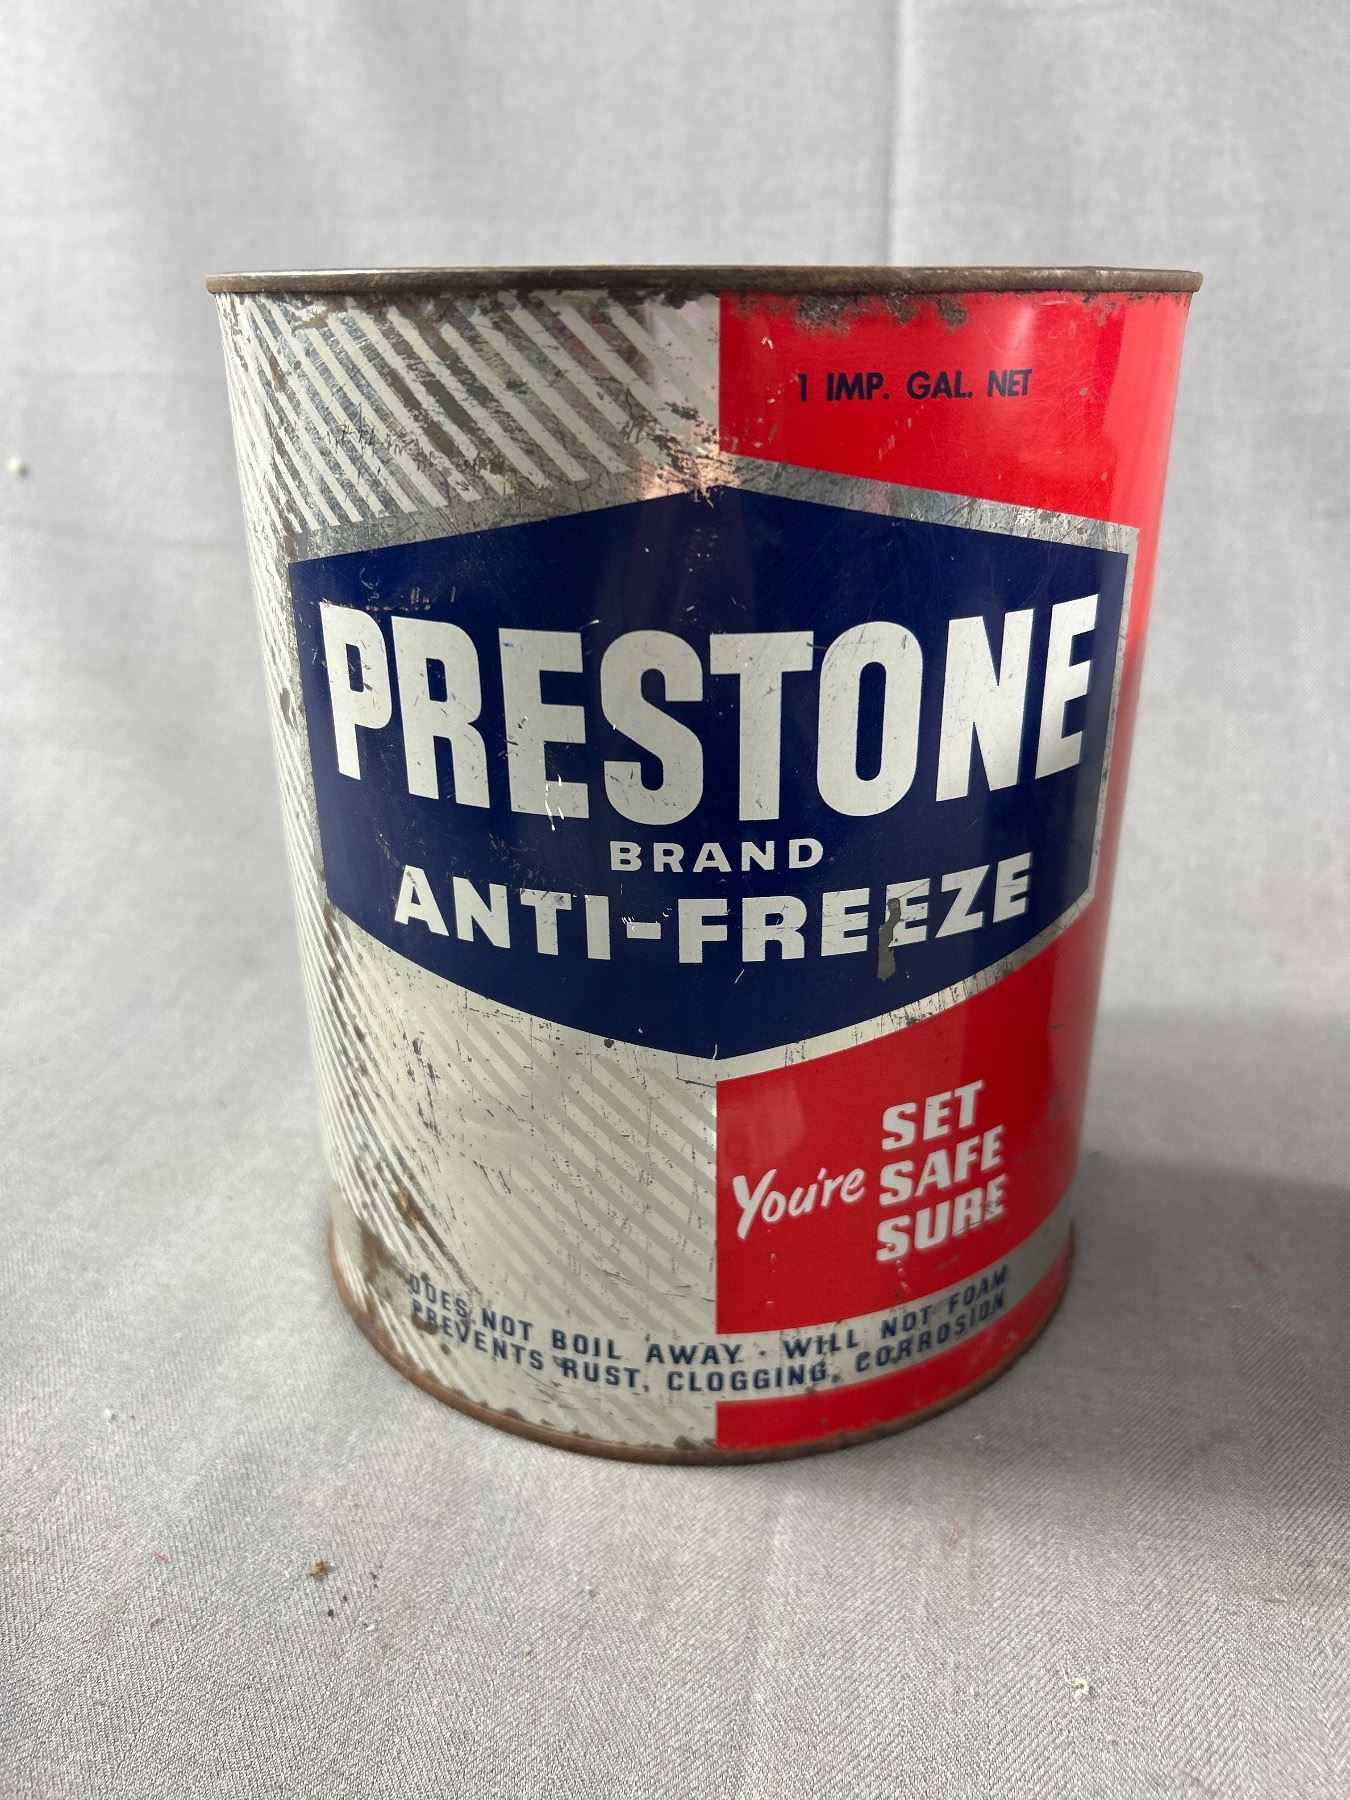 1 IMP. GAL. NET
PRESTONE
BRAND
ANTI-FREEZE
You're SET
SAFE
SURE
DOES NOT BOIL AWAY · WILL NOT FOAM
PREVENTS RUST, CLOGGING, CORROSION